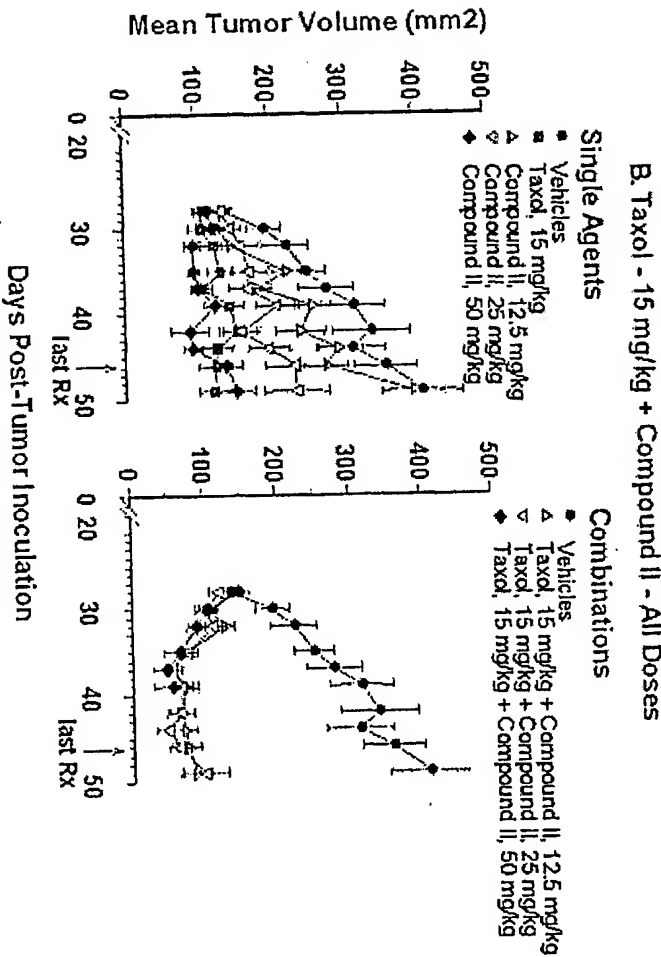 B. Taxol - 15 mg/kg + Compound II - All Doses
Mean Tumor Volume (mm2)
Single Agents
Vehicles
Taxol, 15 mg/kg
Compound II, 12.5 mg/kg
Compound II, 25 mg/kg
Compound II, 50 mg/kg
500
400
300
200
100
0
0 20 30 40 50
last Rx
Combinations
Vehicles
Taxol, 15 mg/kg + Compound II, 12.5 mg/kg
Taxol, 15 mg/kg + Compound II, 25 mg/kg
Taxol, 15 mg/kg + Compound II, 50 mg/kg
500
400
300
200
100
0
0 20 30 40 50
last Rx
Days Post-Tumor Inoculation